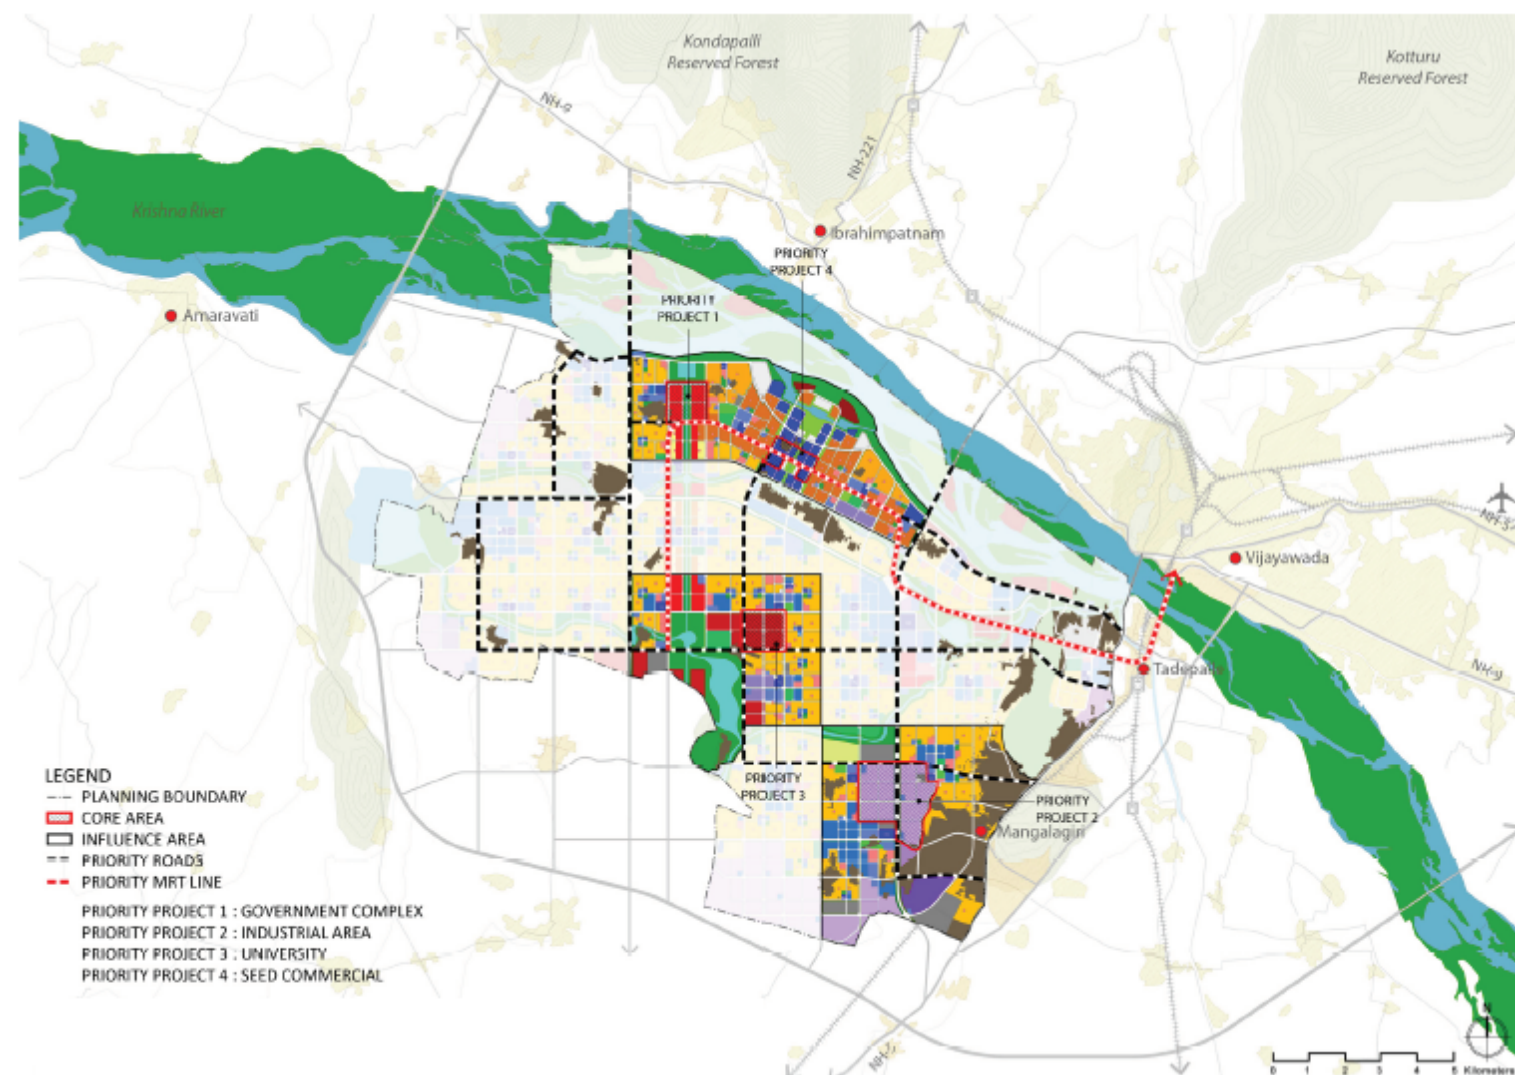 Kondapalli
Reserved Forest
Kotturu
Reserved Forest
NH-9
NH-221
Krishna River
Ibrahimpatnam
PRIORITY
PROJECT 4
PRIORITY
PROJECT 1
Amaravati
Vijayawada
NH-9
PRIORITY
PROJECT 3
PRIORITY
PROJECT 2
Mangalagiri
LEGEND
PLANNING BOUNDARY
CORE AREA
INFLUENCE AREA
PRIORITY ROADS
PRIORITY MRT LINE
PRIORITY PROJECT 1 : GOVERNMENT COMPLEX
PRIORITY PROJECT 2 : INDUSTRIAL AREA
PRIORITY PROJECT 3 : UNIVERSITY
PRIORITY PROJECT 4 : SEED COMMERCIAL
N
0 1 2 3 4 5 Kilometers